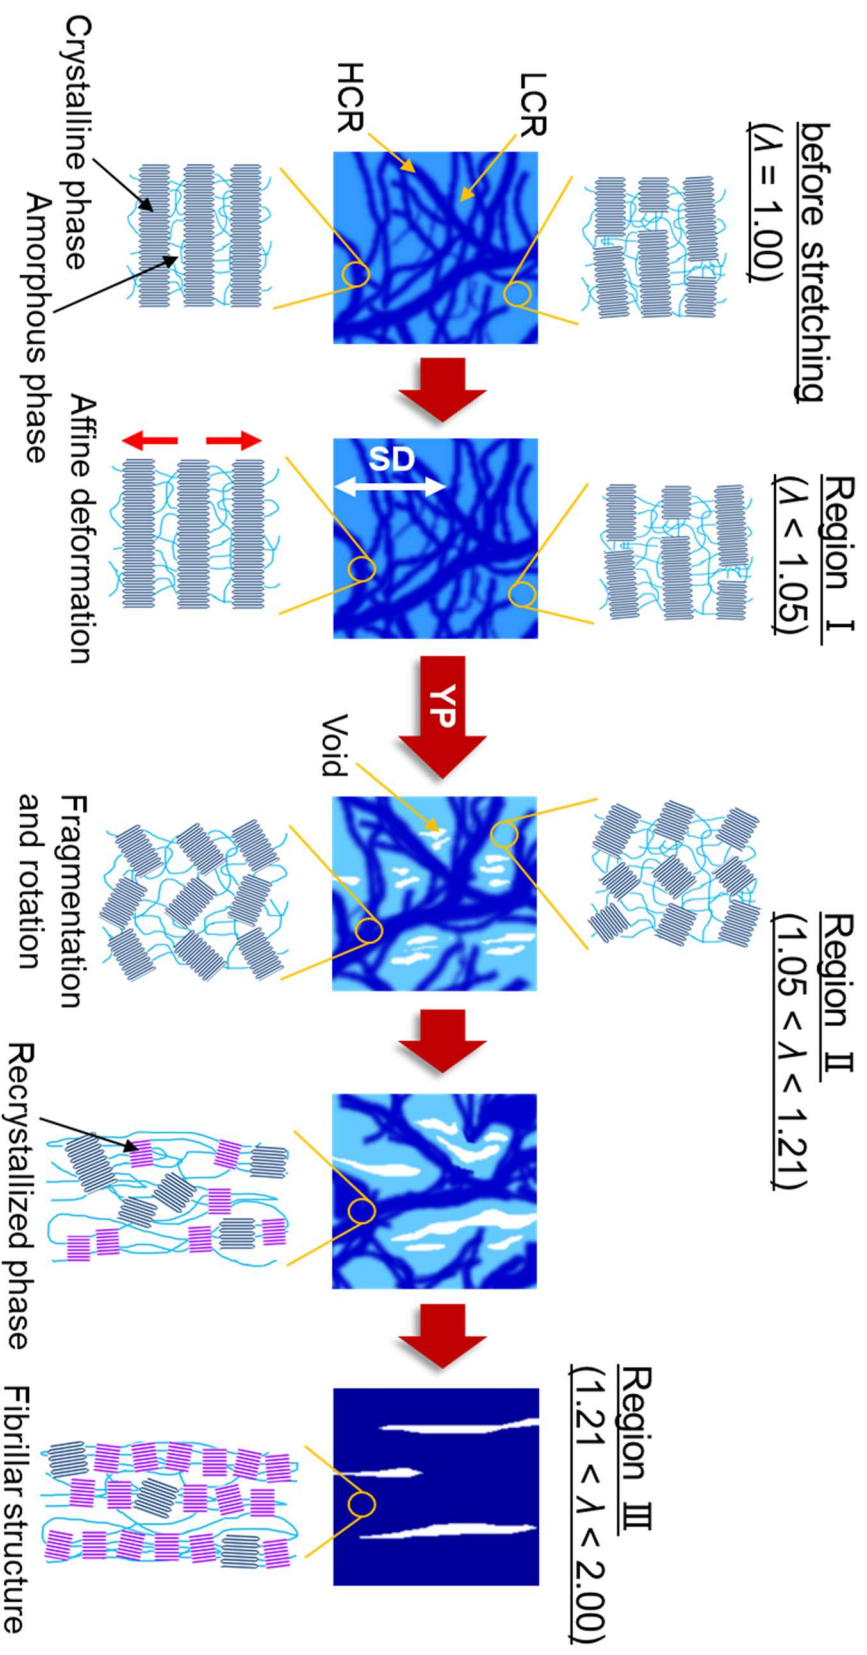 before stretching
(λ = 1.00)
LCR
HCR
Crystalline phase
Amorphous phase
Region Ⅰ
(λ < 1.05)
SD
Affine deformation
YP
Region Ⅱ
(1.05 < λ < 1.21)
Void
Fragmentation
and rotation
Recrystallized phase
Region Ⅲ
(1.21 < λ < 2.00)
Fibrillar structure